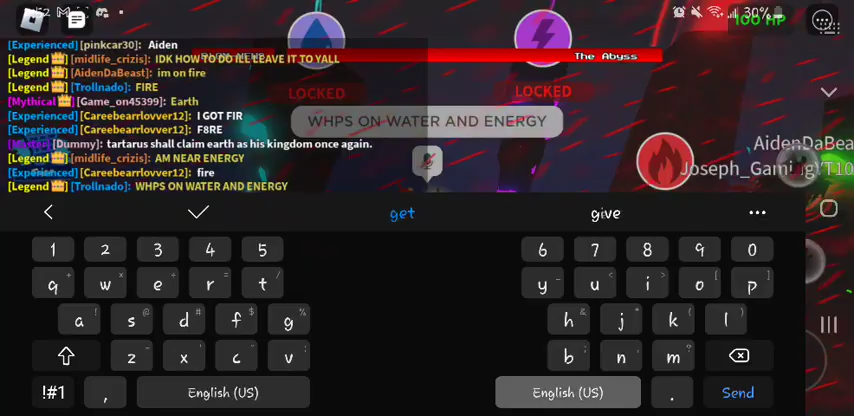 :52 30%
100 HP
[Experienced] [pinkcar30]: Aiden
[Legend👑] [midlife_crizis]: IDK HOW TO DO ILL LEAVE IT TO YALL
The Abyss
[Legend👑] [AidenDaBeast]: im on fire
[Legend👑] [Trollnado]: FIRE
LOCKED LOCKED
[Mythical👑] [Game_on45399]: Earth
[Experienced] [Careebearrlovver12]: I GOT FIR
WHPS ON WATER AND ENERGY
[Experienced] [Careebearrlovver12]: F8RE
[Dummy]: tartarus shall claim earth as his kingdom once again.
AidenDaBea
[Legend👑] [midlife_crizis]: AM NEAR ENERGY
Joseph_Gami YT10
[Experienced] [Careebearrlovver12]: fire
[Legend👑] [Trollnado]: WHPS ON WATER AND ENERGY
get give
1 2 3 4 5 6 7 8 9 0
q w e r t y u i o p
a s d f g h j k l
z x c v b n m
!#1 , English (US) English (US) . Send